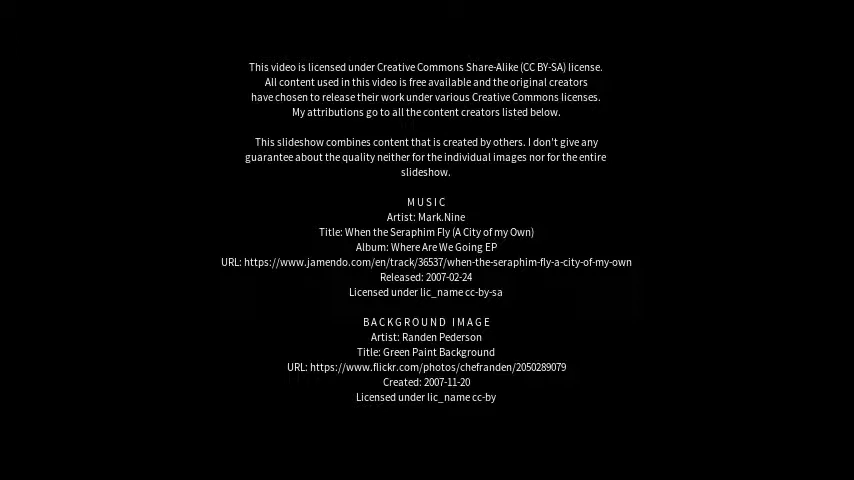 This video is licensed under Creative Commons Share-Alike (CC BY-SA) license.
All content used in this video is free available and the original creators
have chosen to release their work under various Creative Commons licenses.
My attributions go to all the content creators listed below.
This slideshow combines content that is created by others. I don't give any
guarantee about the quality neither for the individual images nor for the entire
slideshow.
M U S I C
Artist: Mark.Nine
Title: When the Seraphim Fly (A City of my Own)
Album: Where Are We Going EP
URL: https://www.jamendo.com/en/track/36537/when-the-seraphim-fly-a-city-of-my-own
Released: 2007-02-24
Licensed under lic_name cc-by-sa
B A C K G R O U N D   I M A G E
Artist: Randen Pederson
Title: Green Paint Background
URL: https://www.flickr.com/photos/chefranden/2050289079
Created: 2007-11-20
Licensed under lic_name cc-by